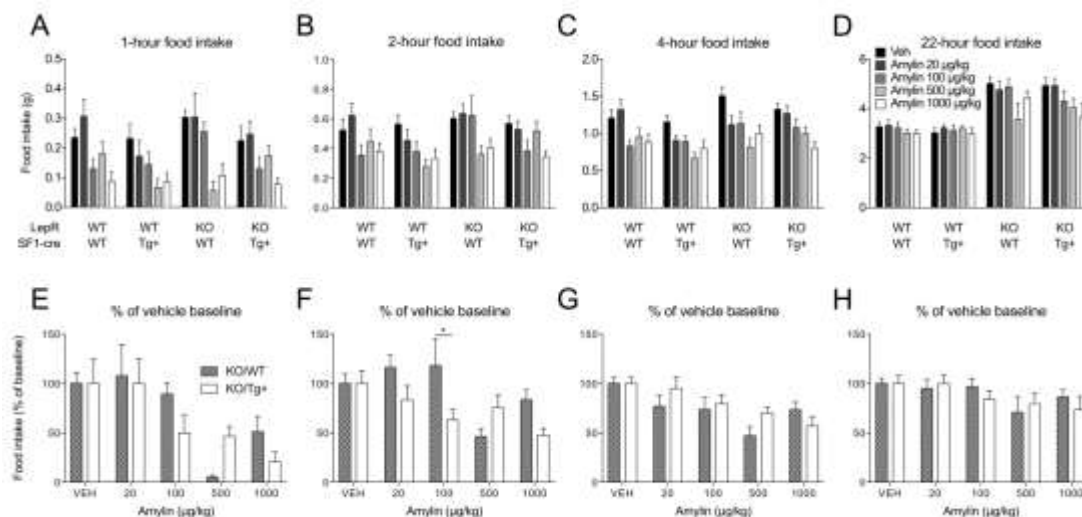 A
1-hour food intake
Food intake (g)
0.5
0.4
0.3
0.2
0.1
0.0
B
2-hour food intake
1.0
0.8
0.6
0.4
0.2
0.0
C
4-hour food intake
2.0
1.5
1.0
0.5
0.0
D
22-hour food intake
Veh
Amylin 20 µg/kg
Amylin 100 µg/kg
Amylin 500 µg/kg
Amylin 1000 µg/kg
6
4
2
0
LepR WT WT KO KO WT WT KO KO WT WT KO KO WT WT KO KO
SF1-cre WT Tg+ WT Tg+ WT Tg+ WT Tg+ WT Tg+ WT Tg+ WT Tg+ WT Tg+
E
% of vehicle baseline
Food intake (% of baseline)
150
100
50
0
KO/WT
KO/Tg+
VEH 20 100 500 1000
Amylin (µg/kg)
F
% of vehicle baseline
150
100
50
0
*
VEH 20 100 500 1000
Amylin (µg/kg)
G
% of vehicle baseline
150
100
50
0
VEH 20 100 500 1000
Amylin (µg/kg)
H
% of vehicle baseline
150
100
50
0
VEH 20 100 500 1000
Amylin (µg/kg)